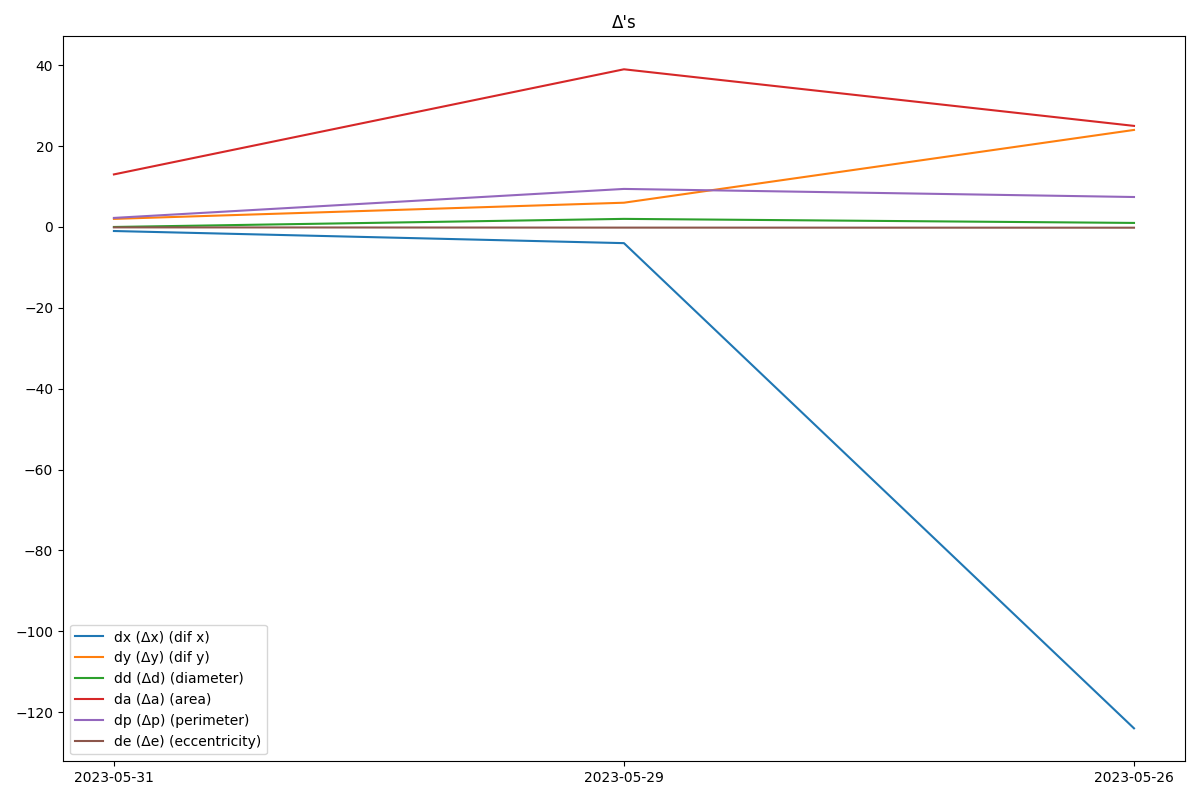 Δ's
40
20
0
−20
−40
−60
−80
−100
−120
dx (Δx) (dif x)
dy (Δy) (dif y)
dd (Δd) (diameter)
da (Δa) (area)
dp (Δp) (perimeter)
de (Δe) (eccentricity)
2023-05-31
2023-05-29
2023-05-26